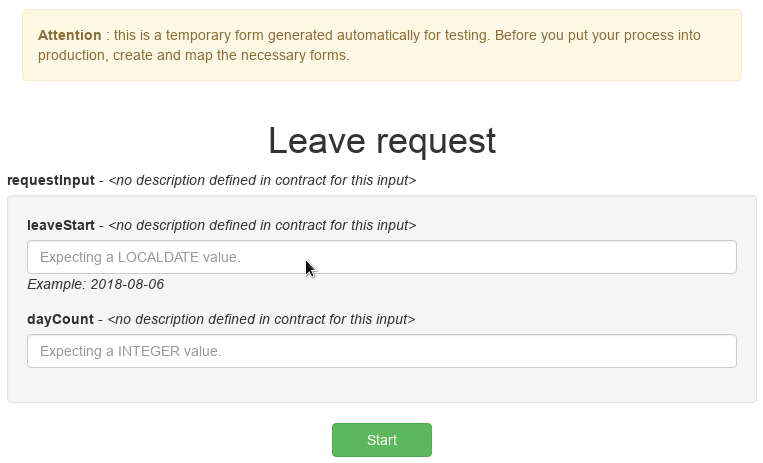 Attention : this is a temporary form generated automatically for testing. Before you put your process into
production, create and map the necessary forms.
Leave request
requestInput - <no description defined in contract for this input>
leaveStart - <no description defined in contract for this input>
Expecting a LOCALDATE value.
Example: 2018-08-06
dayCount - <no description defined in contract for this input>
Expecting a INTEGER value.
Start